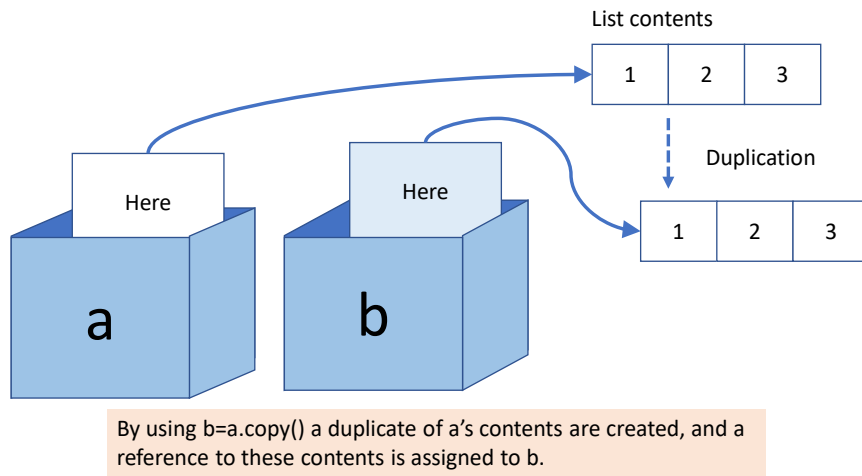 List contents
1 2 3
Duplication
Here
Here
1 2 3
a
b
By using b=a.copy() a duplicate of a’s contents are created, and a
reference to these contents is assigned to b.